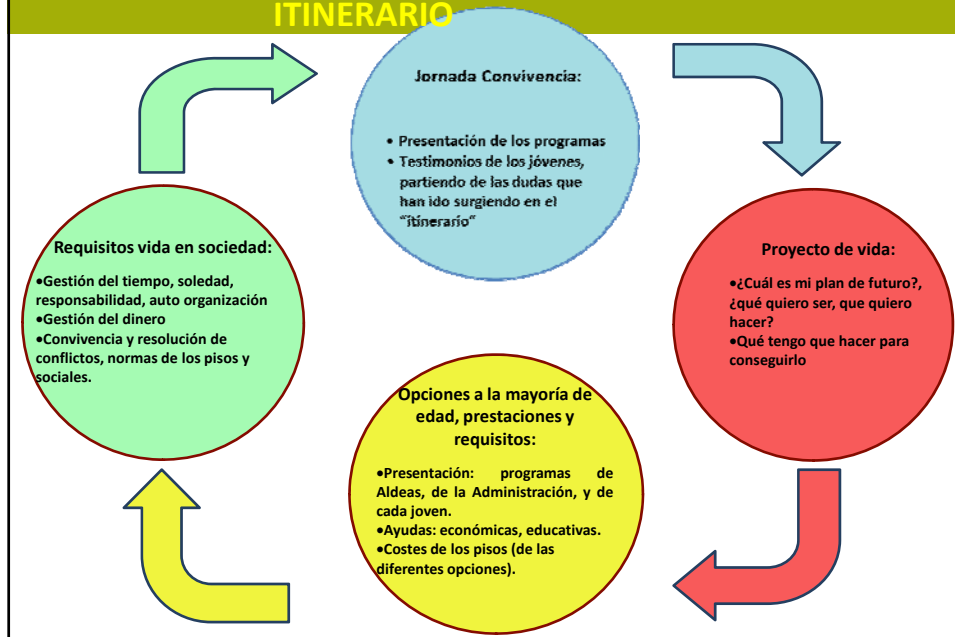 ITINERARIO
Jornada Convivencia:
• Presentación de los programas
• Testimonios de los jóvenes,
partiendo de las dudas que
han ido surgiendo en el
"itinerario"
Proyecto de vida:
•¿Cuál es mi plan de futuro?,
¿qué quiero ser, que quiero
hacer?
•Qué tengo que hacer para
conseguirlo
Opciones a la mayoría de
edad, prestaciones y
requisitos:
•Presentación: programas de
Aldeas, de la Administración, y de
cada joven.
•Ayudas: económicas, educativas.
•Costes de los pisos (de las
diferentes opciones).
Requisitos vida en sociedad:
•Gestión del tiempo, soledad,
responsabilidad, auto organización
•Gestión del dinero
•Convivencia y resolución de
conflictos, normas de los pisos y
sociales.